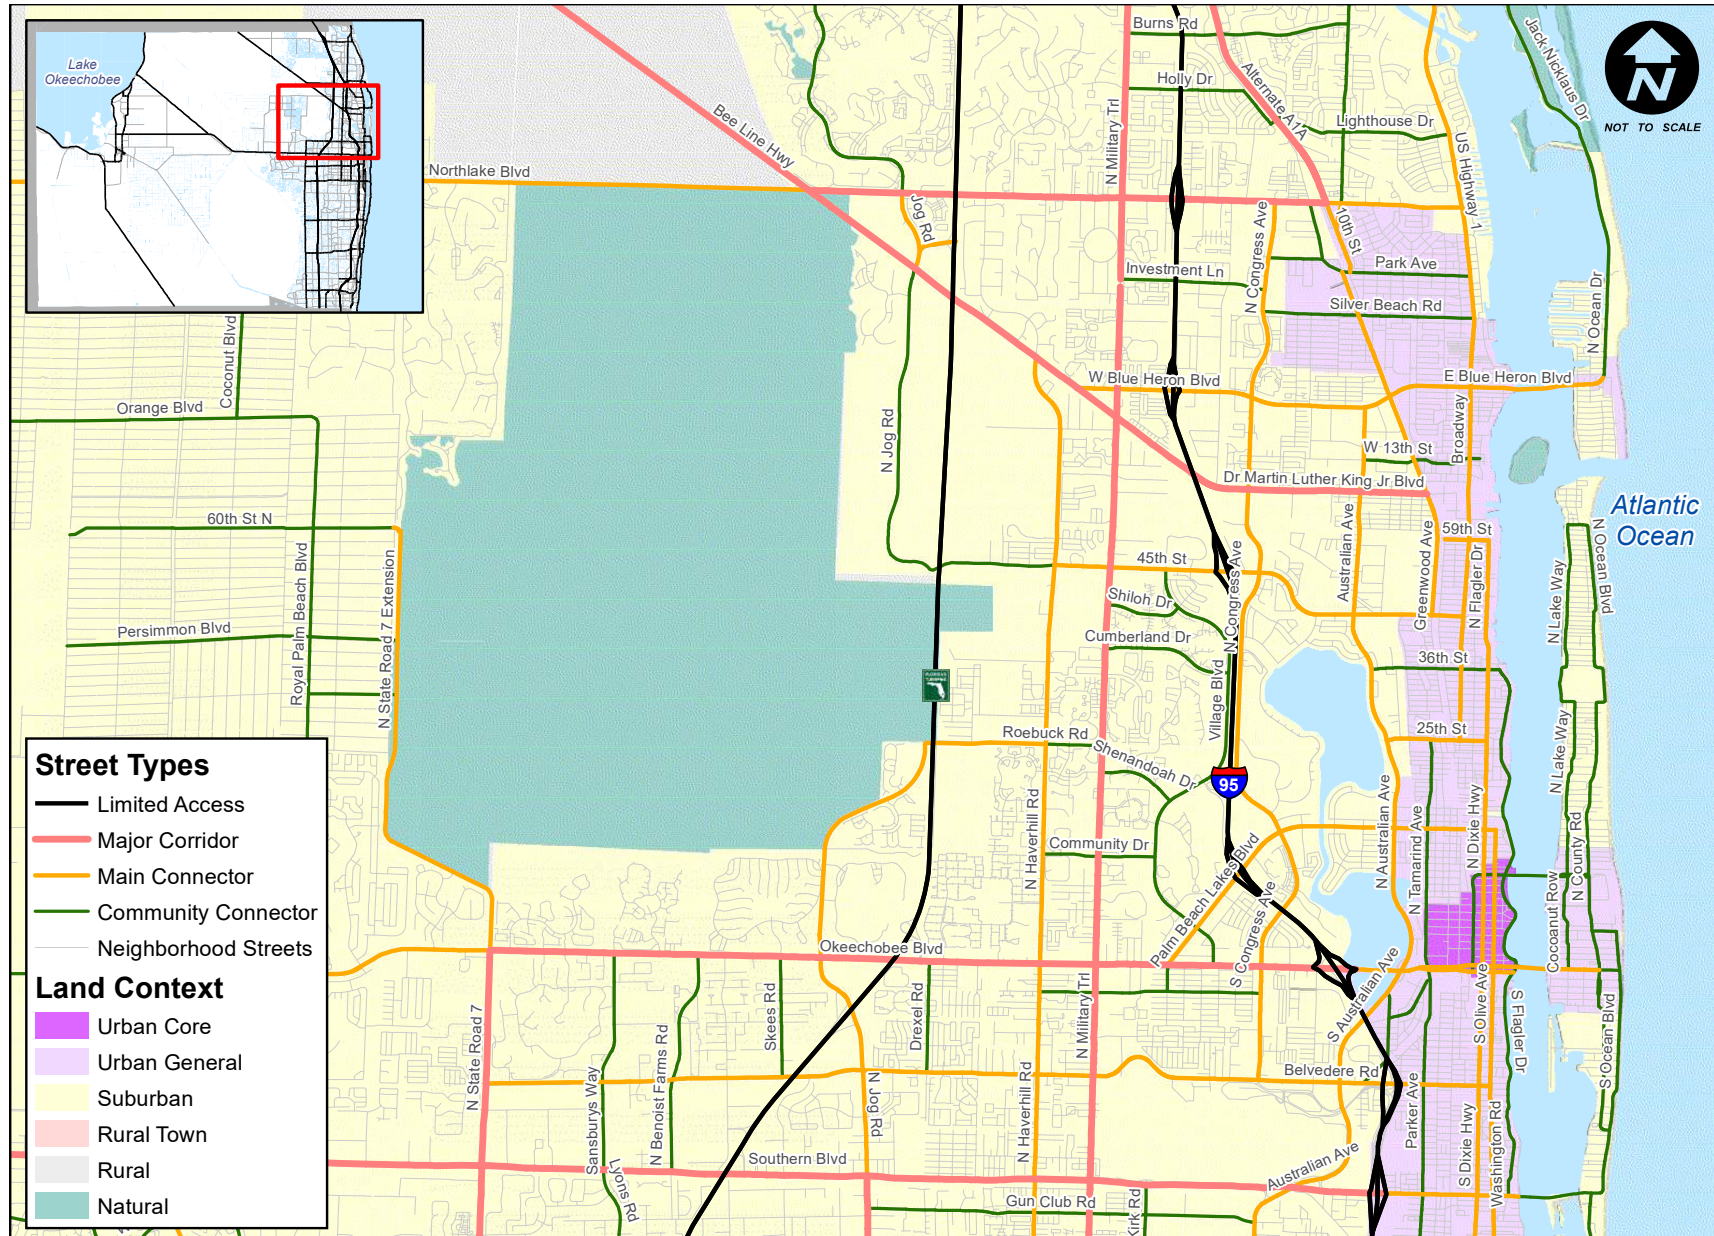 Lake
Okeechobee
N
NOT TO SCALE
Burns Rd
Jack Nicklaus Dr
Holly Dr
Alternate A1A
Lighthouse Dr
Bee Line Hwy
N Military Trl
US Highway 1
Northlake Blvd
Jog Rd
N Congress Ave
10th St
Park Ave
Investment Ln
Silver Beach Rd
N Ocean Dr
Coconut Blvd
W Blue Heron Blvd
E Blue Heron Blvd
Orange Blvd
N Jog Rd
Broadway
W 13th St
Dr Martin Luther King Jr Blvd
Atlantic
Ocean
60th St N
59th St
N Ocean Blvd
Royal Palm Beach Blvd
N State Road 7 Extension
45th St
N Congress Ave
Australian Ave
Greenwood Ave
N Flagler Dr
N Lake Way
Shiloh Dr
Persimmon Blvd
Cumberland Dr
36th St
Village Blvd
FLORIDA'S
TURNPIKE
Roebuck Rd
Shenandoah Dr
25th St
N Lake Way
95
N Haverhill Rd
Community Dr
Palm Beach Lakes Blvd
N Australian Ave
N Tamarind Ave
N Dixie Hwy
N County Rd
Cocoanut Row
S Congress Ave
Okeechobee Blvd
S Australian Ave
N State Road 7
Skees Rd
Drexel Rd
N Military Trl
S Olive Ave
S Flagler Dr
S Ocean Blvd
Sansburys Way
N Benoist Farms Rd
N Jog Rd
N Haverhill Rd
Belvedere Rd
Parker Ave
S Dixie Hwy
Washington Rd
Southern Blvd
Lyons Rd
Gun Club Rd
Kirk Rd
Australian Ave
Street Types
Limited Access
Major Corridor
Main Connector
Community Connector
Neighborhood Streets
Land Context
Urban Core
Urban General
Suburban
Rural Town
Rural
Natural